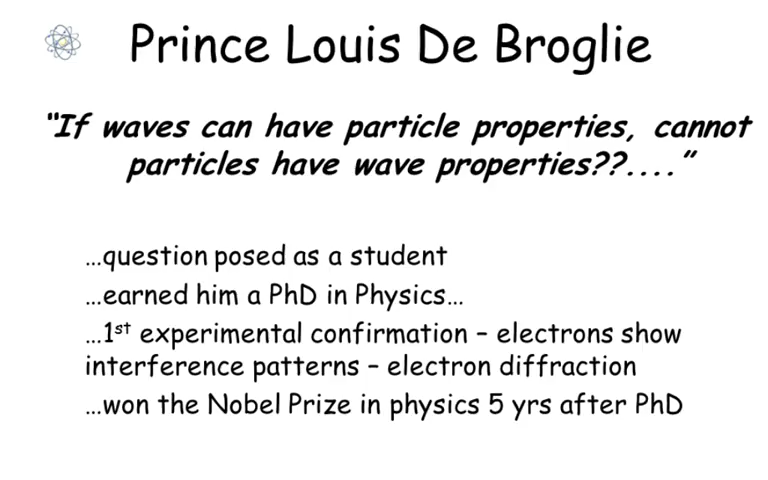 Prince Louis De Broglie
"If waves can have particle properties, cannot
particles have wave properties??...."
...question posed as a student
...earned him a PhD in Physics...
...1st experimental confirmation – electrons show
interference patterns – electron diffraction
...won the Nobel Prize in physics 5 yrs after PhD